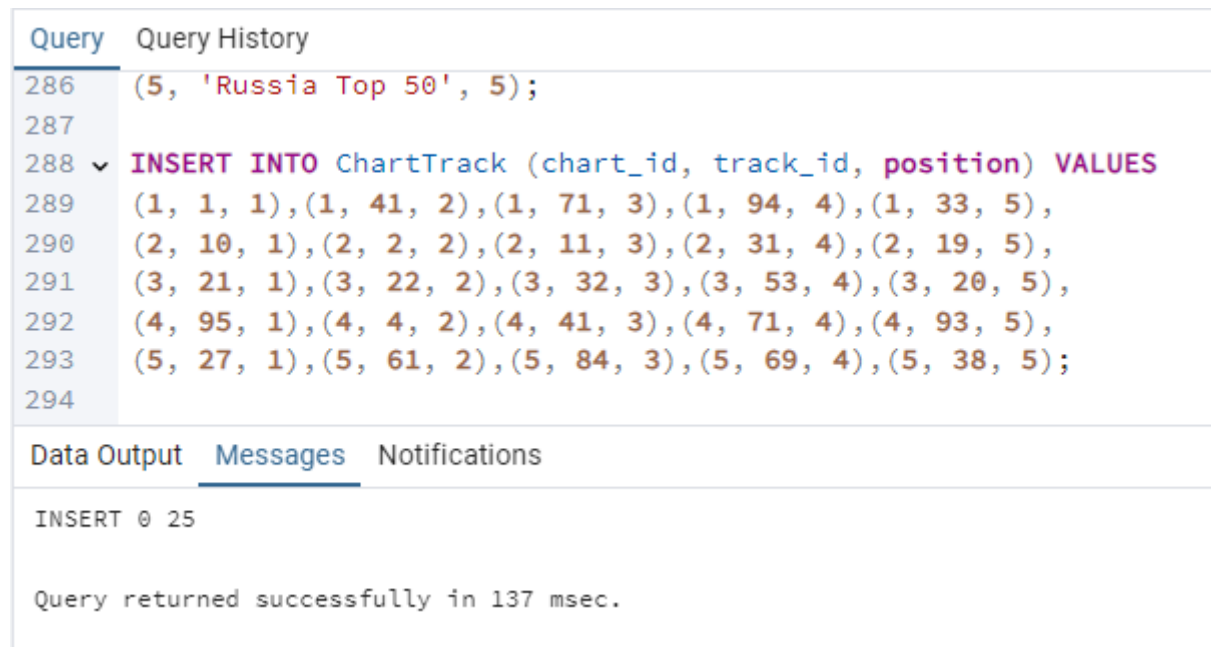 Query Query History
286 (5, 'Russia Top 50', 5);
287
288 INSERT INTO ChartTrack (chart_id, track_id, position) VALUES
289 (1, 1, 1),(1, 41, 2),(1, 71, 3),(1, 94, 4),(1, 33, 5),
290 (2, 10, 1),(2, 2, 2),(2, 11, 3),(2, 31, 4),(2, 19, 5),
291 (3, 21, 1),(3, 22, 2),(3, 32, 3),(3, 53, 4),(3, 20, 5),
292 (4, 95, 1),(4, 4, 2),(4, 41, 3),(4, 71, 4),(4, 93, 5),
293 (5, 27, 1),(5, 61, 2),(5, 84, 3),(5, 69, 4),(5, 38, 5);
294
Data Output Messages Notifications
INSERT 0 25
Query returned successfully in 137 msec.